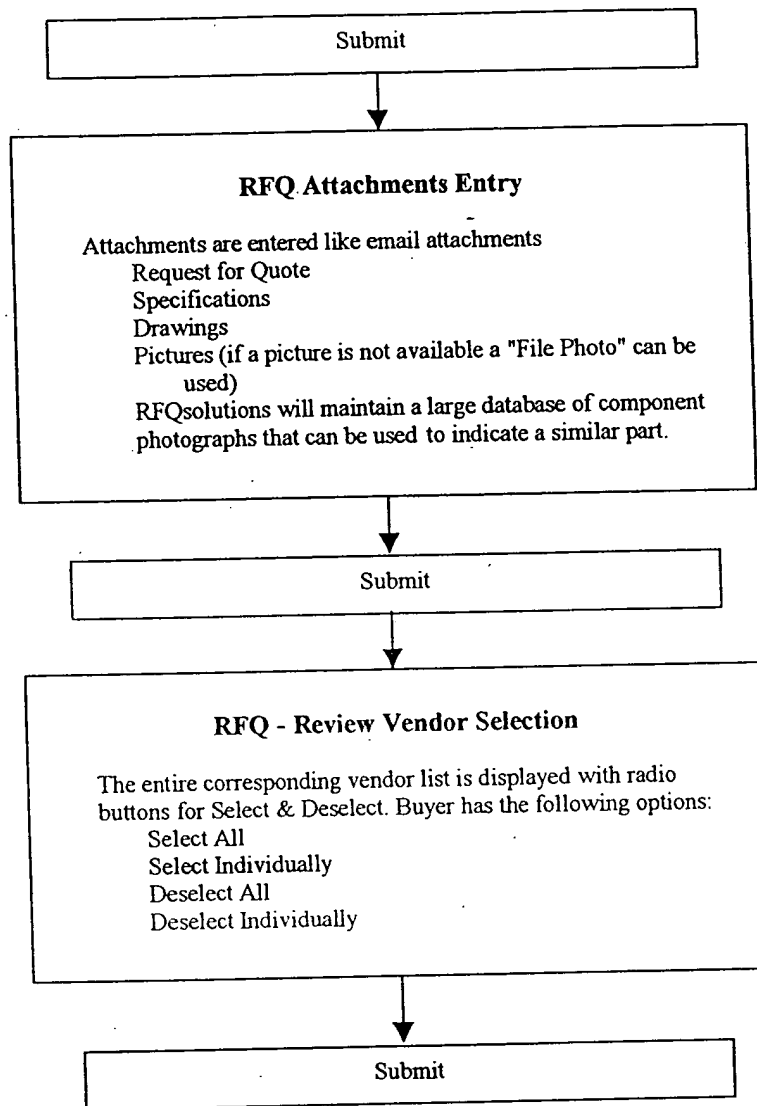 Submit
RFQ Attachments Entry
Attachments are entered like email attachments
Request for Quote
Specifications
Drawings
Pictures (if a picture is not available a "File Photo" can be
used)
RFQsolutions will maintain a large database of component
photographs that can be used to indicate a similar part.
Submit
RFQ - Review Vendor Selection
The entire corresponding vendor list is displayed with radio
buttons for Select & Deselect. Buyer has the following options:
Select All
Select Individually
Deselect All
Deselect Individually
Submit